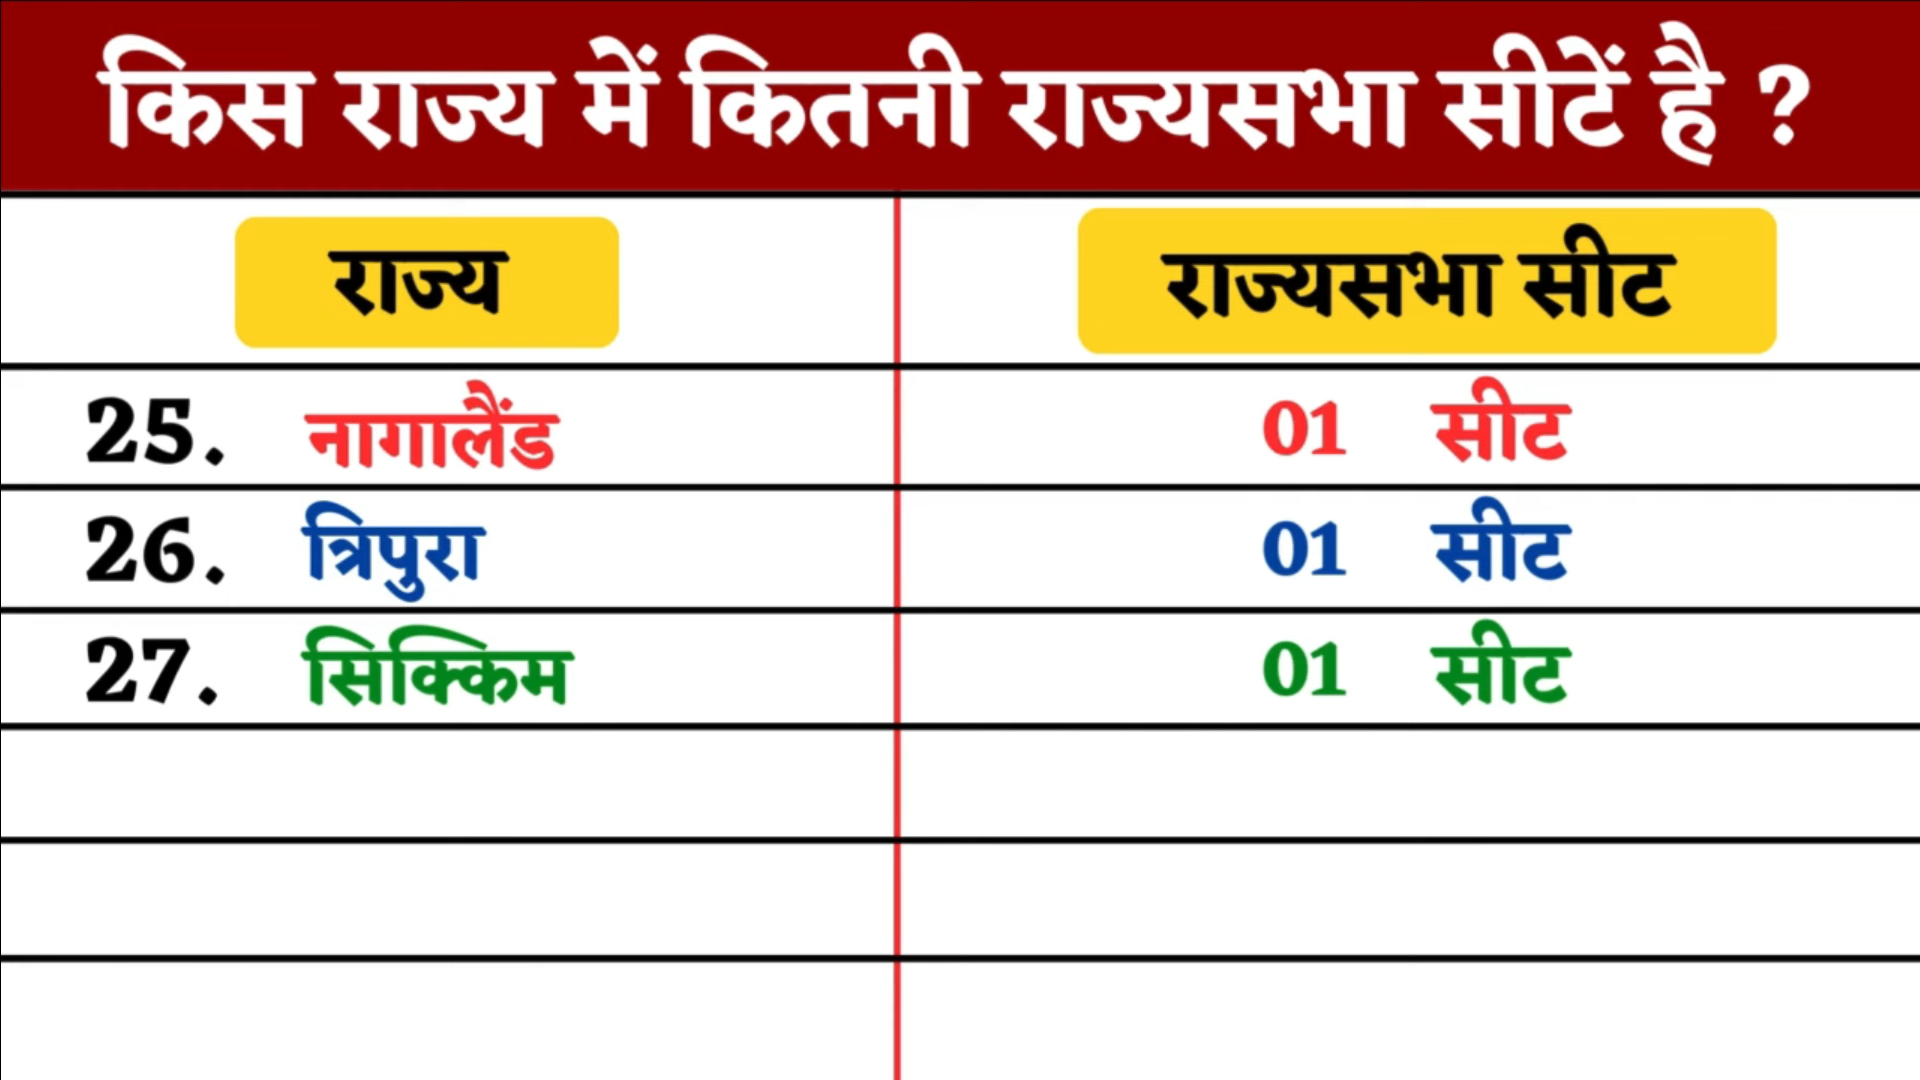 किस राज्य में कितनी राज्यसभा सीटें है ?
राज्य राज्यसभा सीट
25. नागालैंड 01 सीट
26. त्रिपुरा 01 सीट
27. सिक्किम 01 सीट